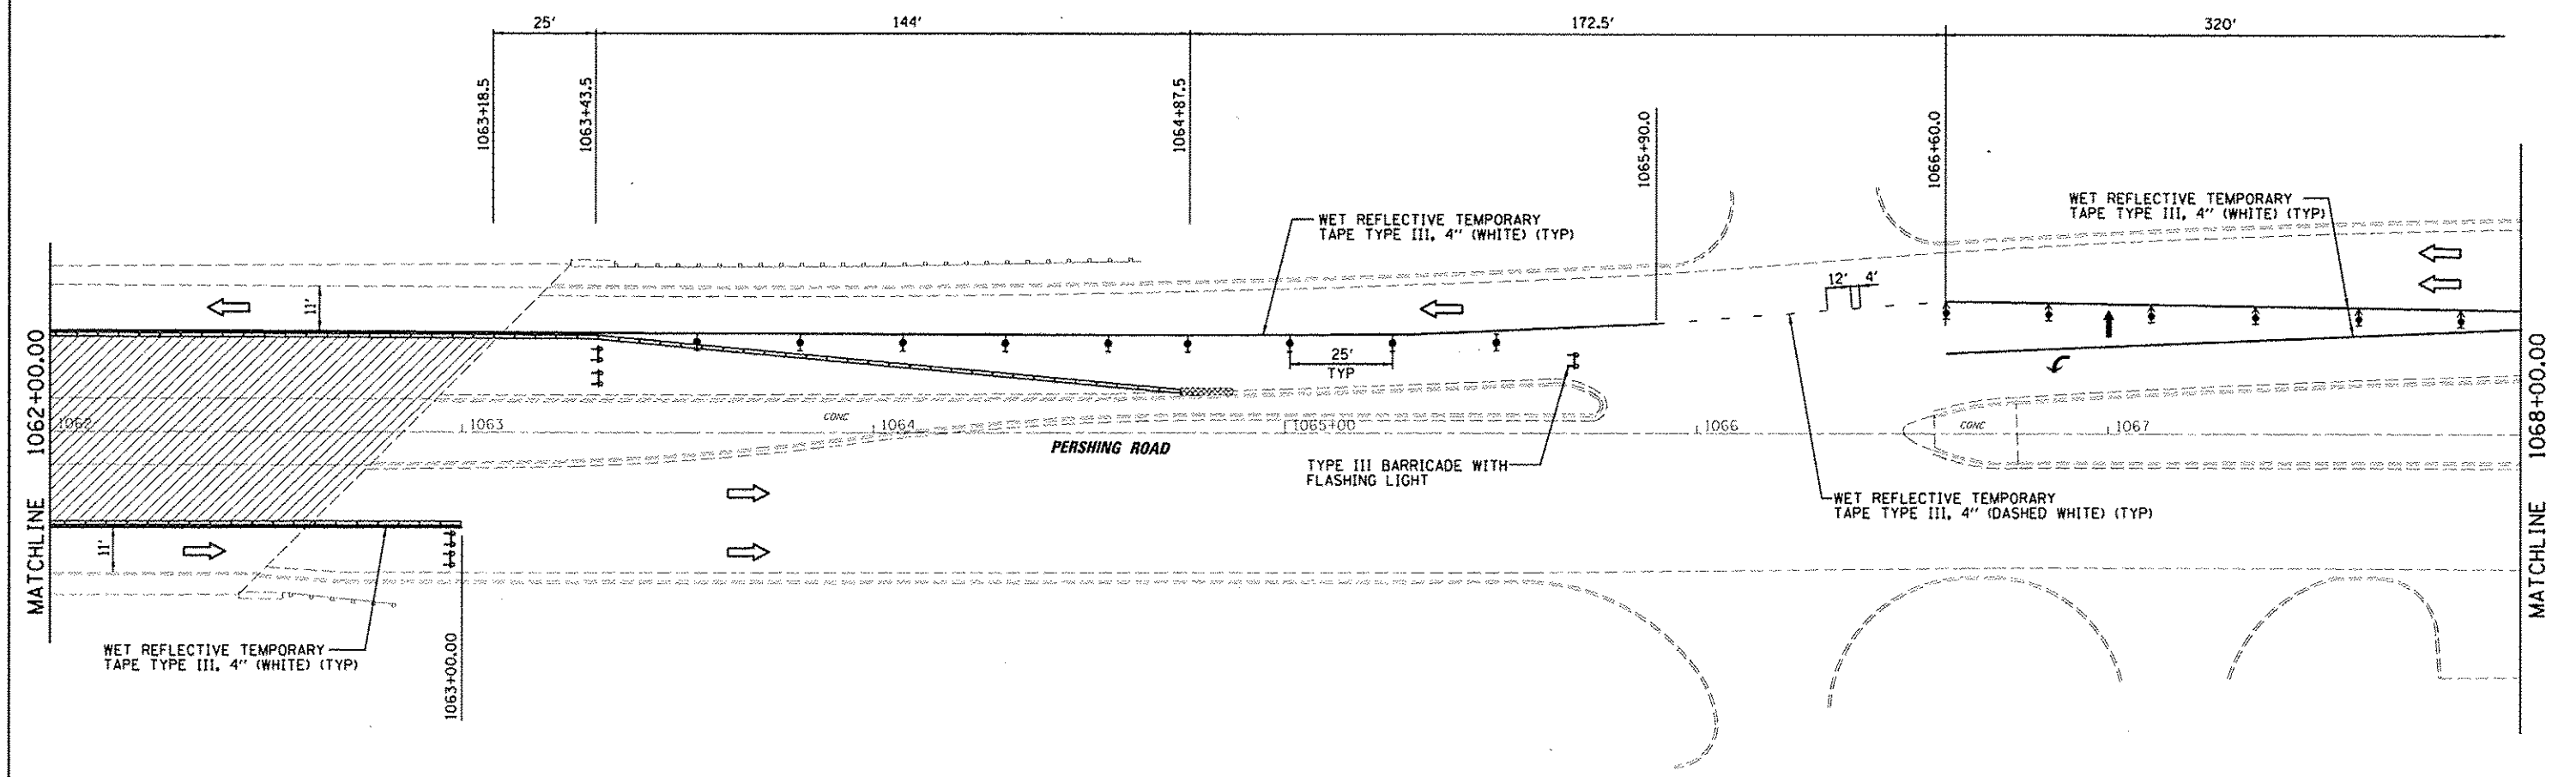 25'
144'
172.5'
320'
1063+18.5
1063+43.5
1064+87.5
1065+90.0
1066+60.0
WET REFLECTIVE TEMPORARY
TAPE TYPE III, 4" (WHITE) (TYP)
WET REFLECTIVE TEMPORARY
TAPE TYPE III, 4" (WHITE) (TYP)
12' 4'
11'
25'
TYP
MATCHLINE 1062+00.00
1062
1063
CONC
1064
1065+00
1066
CONC
1067
MATCHLINE 1068+00.00
PERSHING ROAD
TYPE III BARRICADE WITH
FLASHING LIGHT
WET REFLECTIVE TEMPORARY
TAPE TYPE III, 4" (DASHED WHITE) (TYP)
11'
WET REFLECTIVE TEMPORARY
TAPE TYPE III, 4" (WHITE) (TYP)
1063+00.00